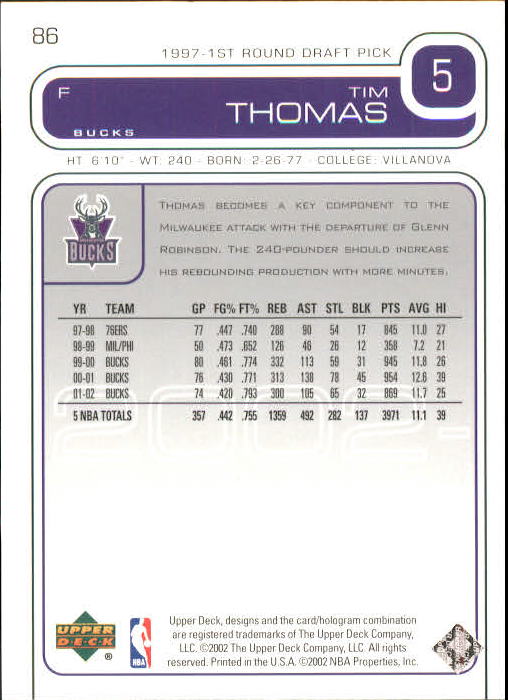 86
1997-1ST ROUND DRAFT PICK
5
F
TIM
THOMAS
BUCKS
HT: 6'10" - WT: 240 - BORN: 2-26-77 - COLLEGE: VILLANOVA
THOMAS BECOMES A KEY COMPONENT TO THE
MILWAUKEE ATTACK WITH THE DEPARTURE OF GLENN
ROBINSON. THE 240-POUNDER SHOULD INCREASE
HIS REBOUNDING PRODUCTION WITH MORE MINUTES.
BUCKS
YR TEAM GP FG% FT% REB AST STL BLK PTS AVG HI
97-98 76ERS 77 .447 .740 288 90 54 17 845 11.0 27
98-99 MIL/PHI 50 .473 .652 126 46 26 12 358 7.2 21
99-00 BUCKS 80 .461 .774 332 113 59 31 945 11.8 26
00-01 BUCKS 76 .430 .771 313 138 78 45 954 12.6 39
01-02 BUCKS 74 .420 .793 300 105 65 32 869 11.7 25
5 NBA TOTALS 357 .442 .755 1359 492 282 137 3971 11.1 39
2002-
UPPER
DECK
®
NBA
Upper Deck, designs and the card/hologram combination
are registered trademarks of The Upper Deck Company,
LLC. ©2002 The Upper Deck Company, LLC. All rights
reserved. Printed in the U.S.A. ©2002 NBA Properties, Inc.